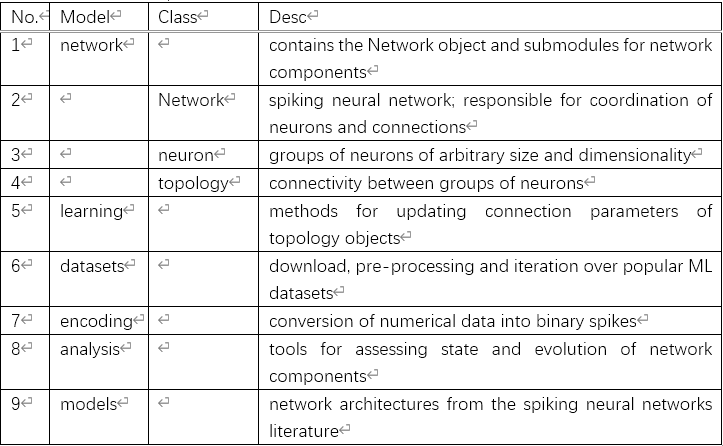 No. Model Class Desc
1 network contains the Network object and submodules for network
components
2 Network spiking neural network; responsible for coordination of
neurons and connections
3 neuron groups of neurons of arbitrary size and dimensionality
4 topology connectivity between groups of neurons
5 learning methods for updating connection parameters of
topology objects
6 datasets download, pre-processing and iteration over popular ML
datasets
7 encoding conversion of numerical data into binary spikes
8 analysis tools for assessing state and evolution of network
components
9 models network architectures from the spiking neural networks
literature